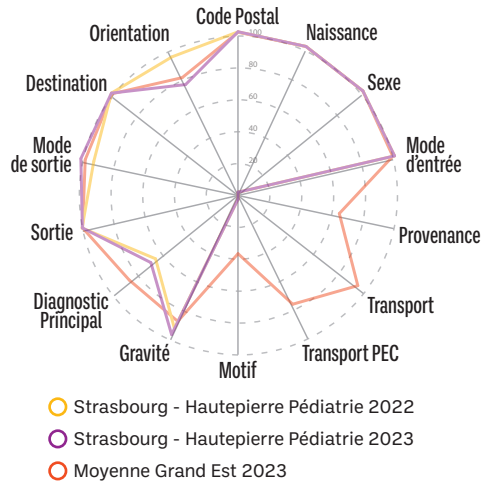 Code Postal
Naissance
Sexe
Mode
d'entrée
Provenance
Transport
Transport PEC
Motif
Gravité
Diagnostic
Principal
Sortie
Mode
de sortie
Destination
Orientation
100
80
60
40
20
Strasbourg - Hautepierre Pédiatrie 2022
Strasbourg - Hautepierre Pédiatrie 2023
Moyenne Grand Est 2023